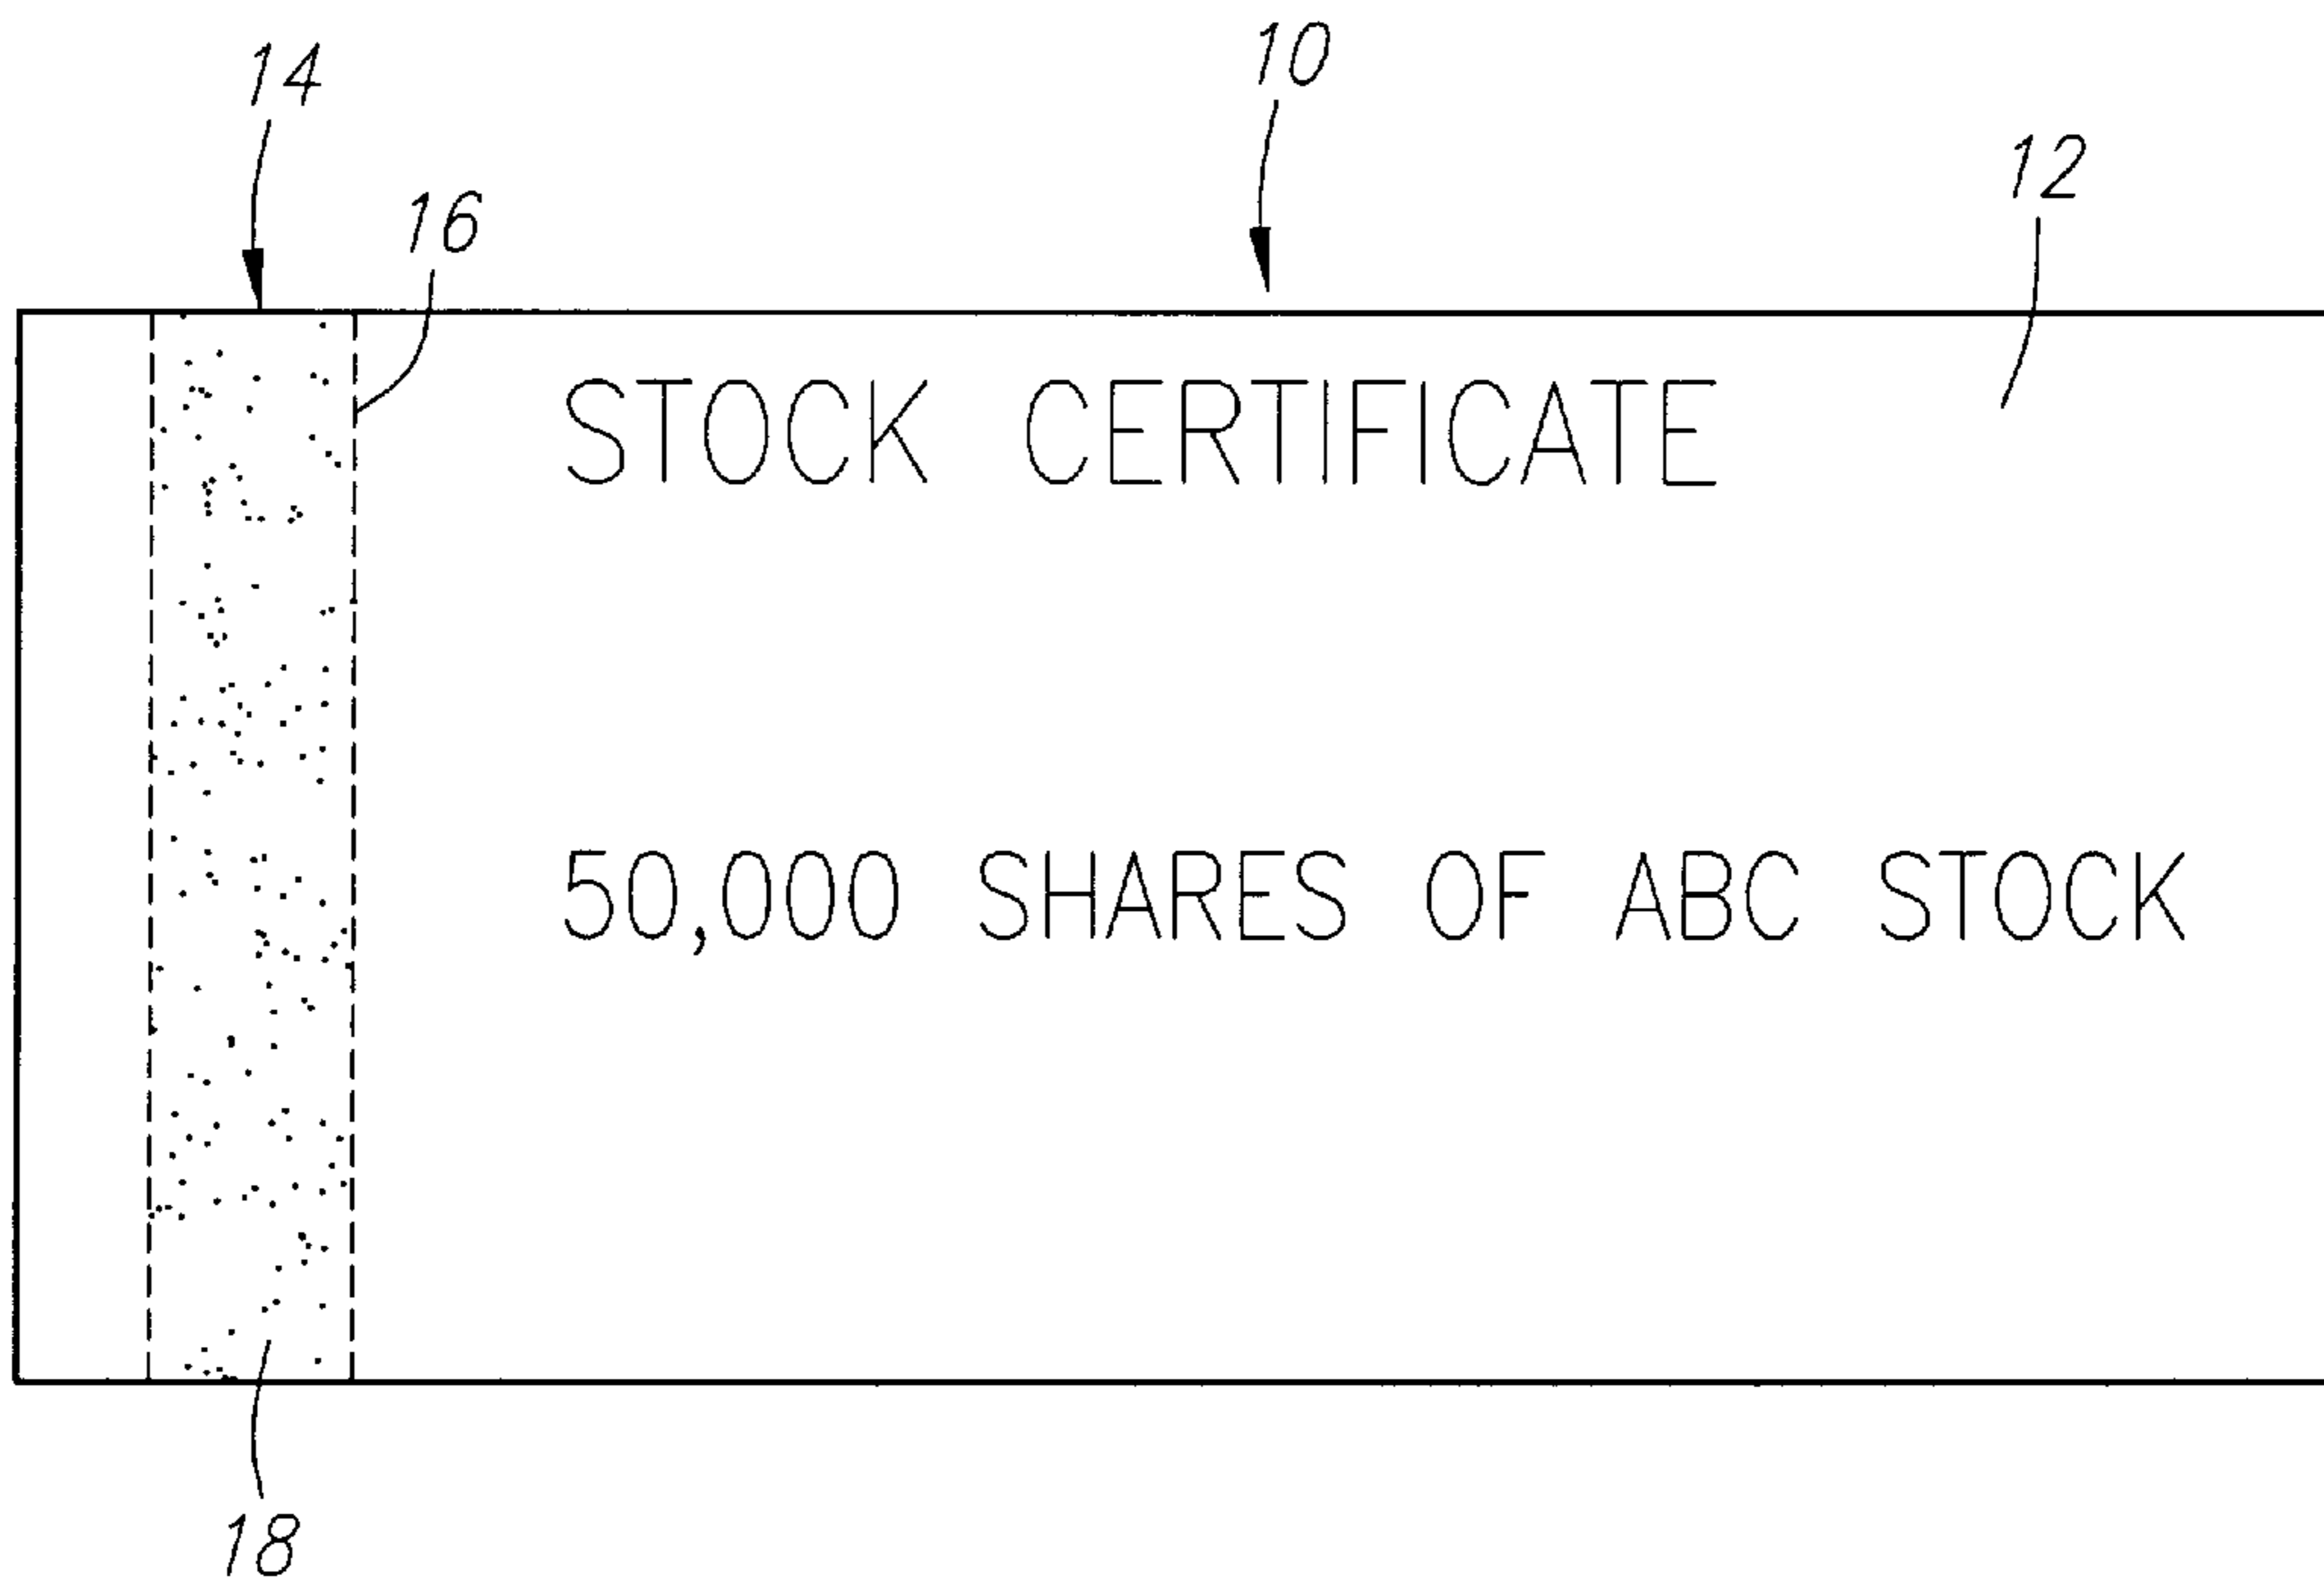 10
14
12
16
STOCK CERTIFICATE
50,000 SHARES OF ABC STOCK
18